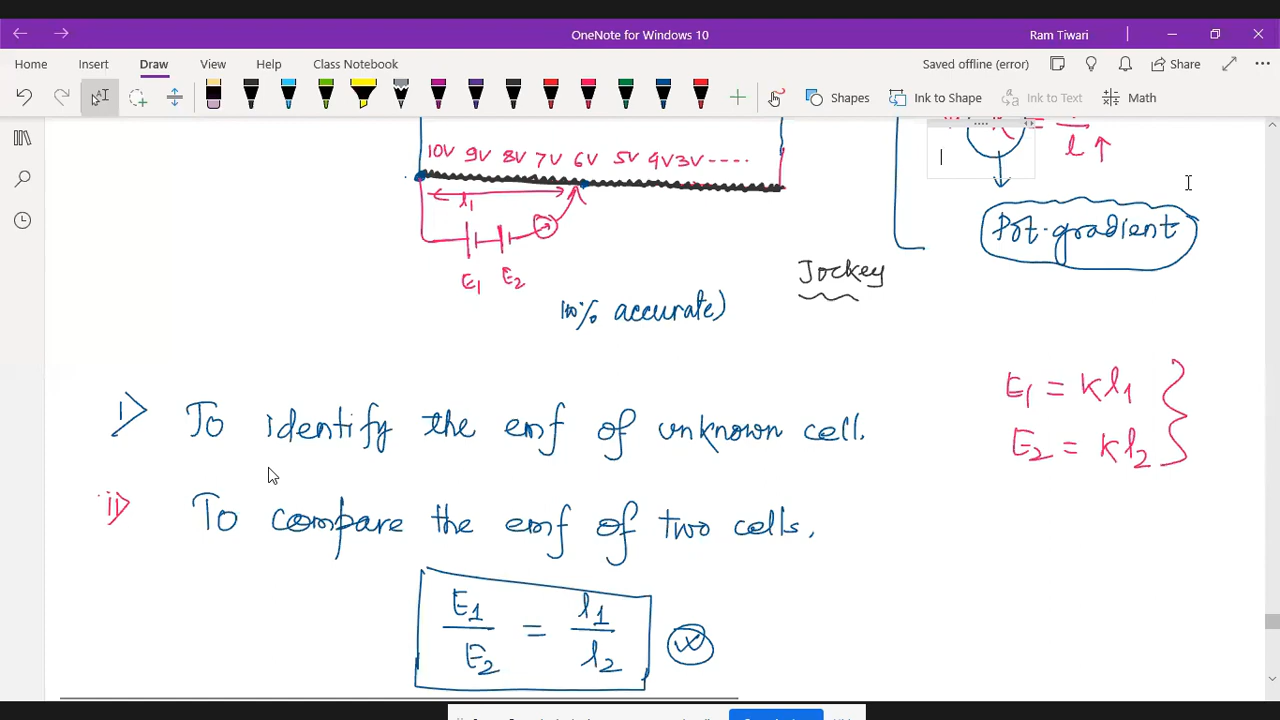 OneNote for Windows 10
Ram Tiwari
Home Insert Draw View Help Class Notebook
Saved offline (error) Share
Shapes Ink to Shape Ink to Text Math
10V 9V 8V 7V 6V 5V 4V 3V ----
l1
E1 E2
l ↑
Pot. gradient
Jockey
100% accurate)
E1 = Kl1
E2 = Kl2
i) To identify the emf of unknown cell.
ii) To compare the emf of two cells.
E1/E2 = l1/l2